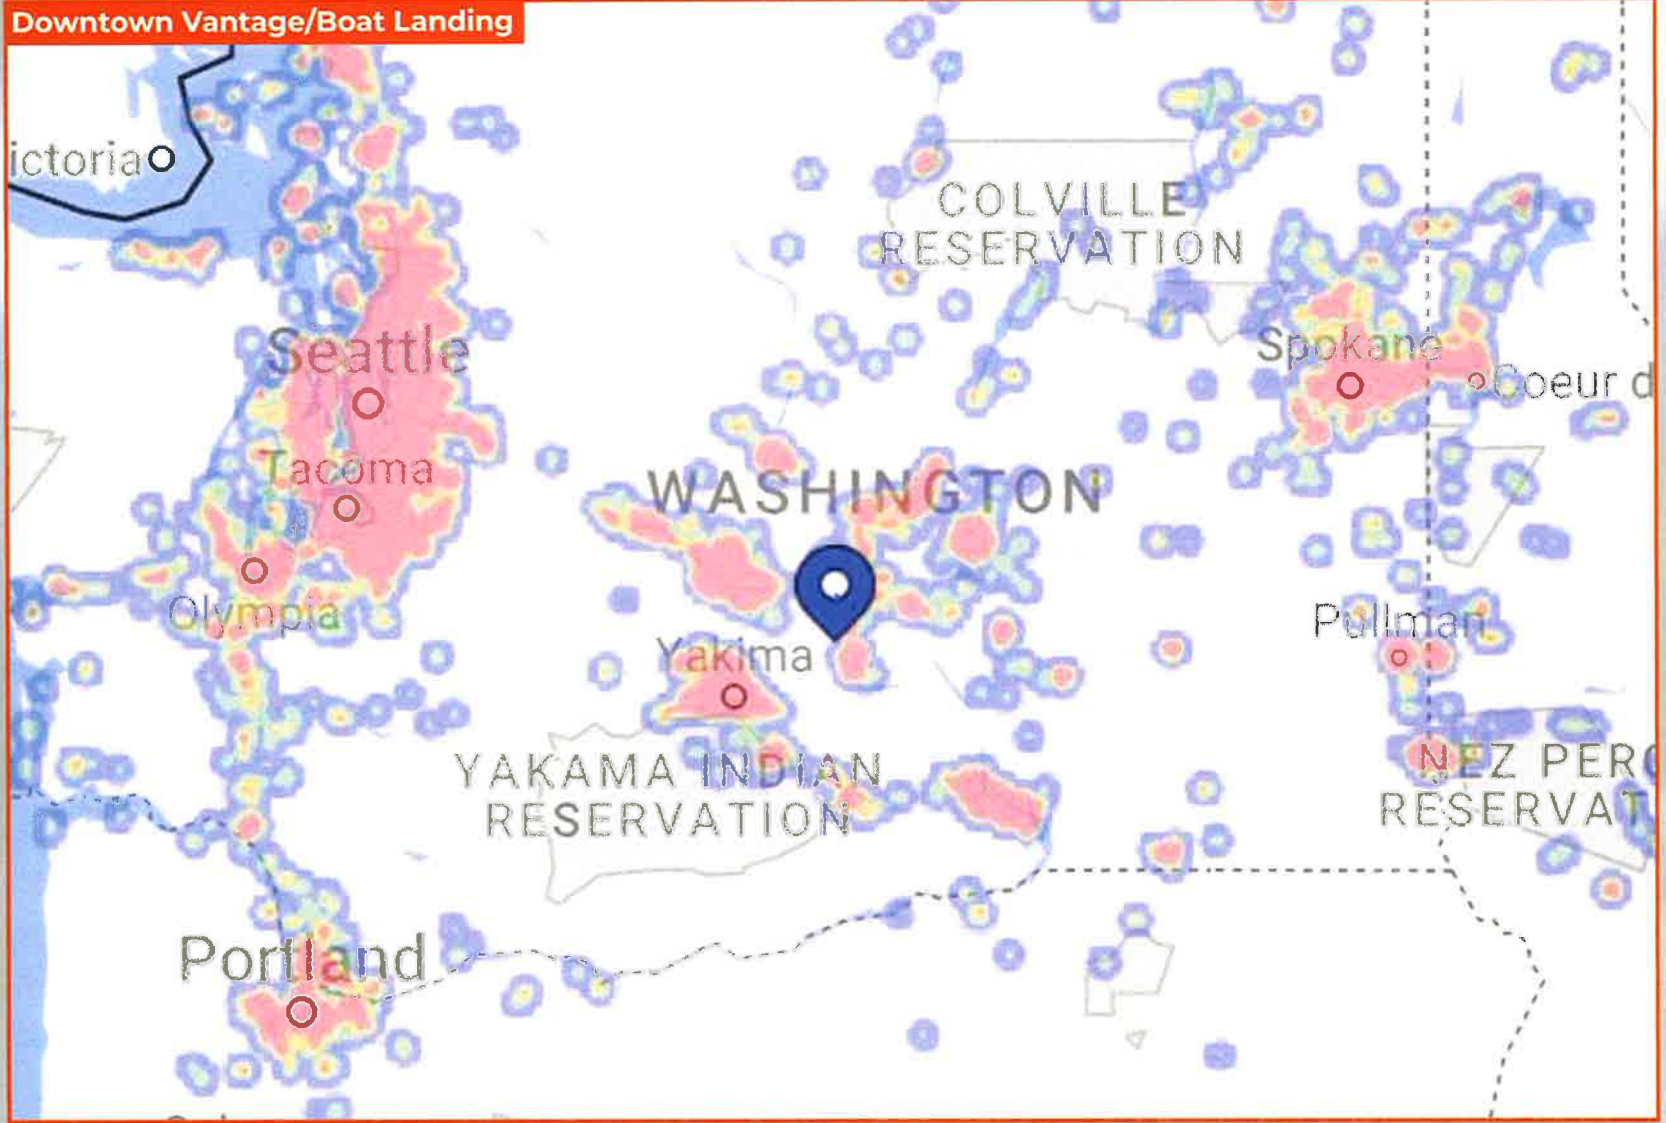 Downtown Vantage/Boat Landing
ictoria
COLVILLE
RESERVATION
Seattle
Spokane
Coeur d
Tacoma
WASHINGTON
Olympia
Pullman
Yakima
YAKAMA INDIAN
RESERVATION
NEZ PERC
RESERVAT
Portland